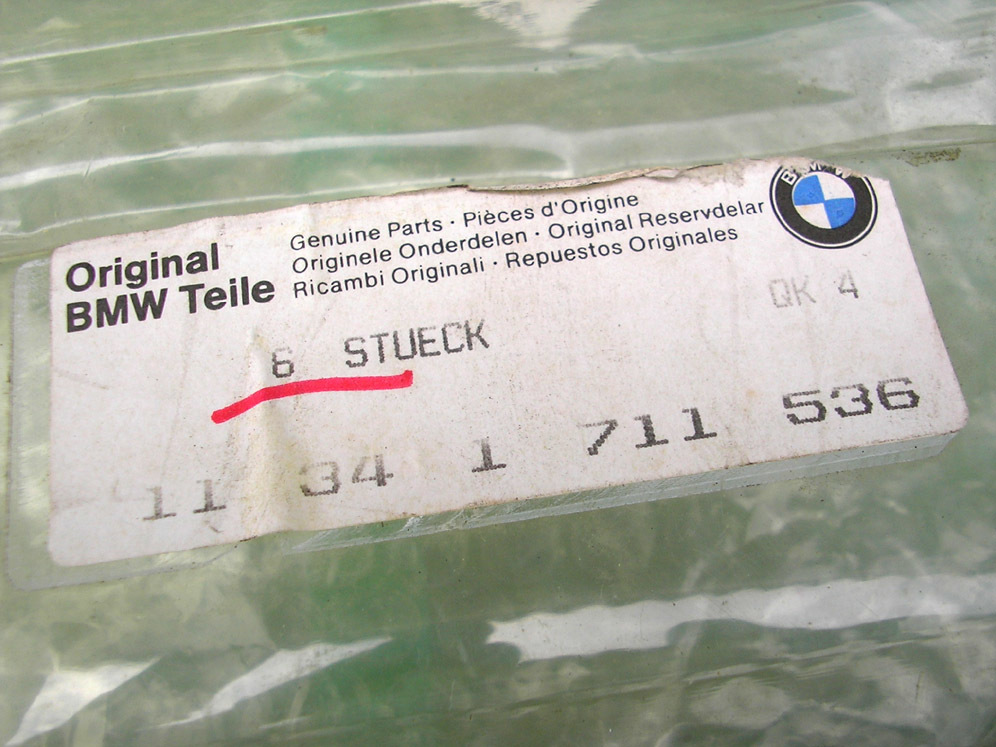 Original
BMW Teile
Genuine Parts · Pièces d'Origine
Originele Onderdelen · Original Reservdelar
Ricambi Originali · Repuestos Originales
BMW
QK 4
6 STUECK
11 34 1 711 536